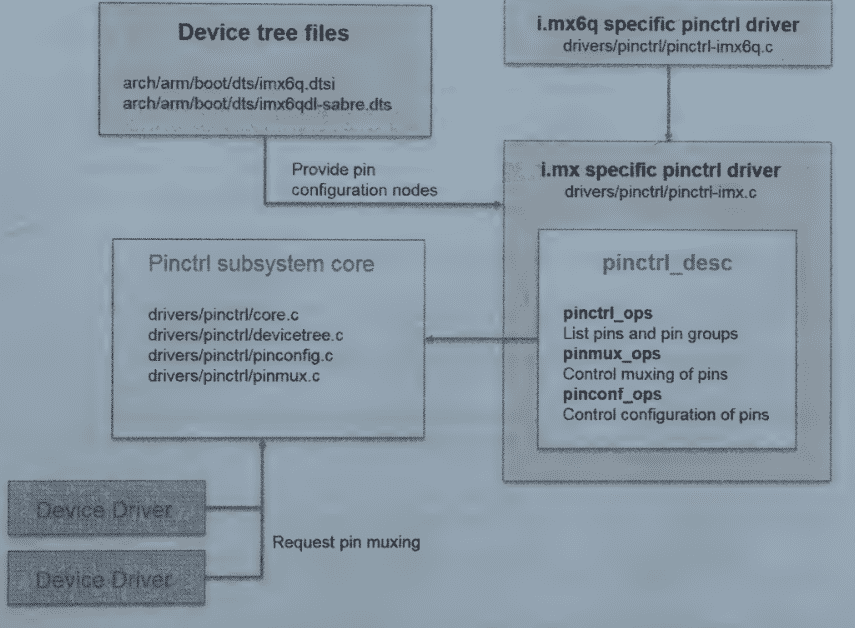 Device tree files
arch/arm/boot/dts/imx6q.dtsi
arch/arm/boot/dts/imx6qdl-sabre.dts
i.mx6q specific pinctrl driver
drivers/pinctrl/pinctrl-imx6q.c
Provide pin
configuration nodes
i.mx specific pinctrl driver
drivers/pinctrl/pinctrl-imx.c
pinctrl_desc
pinctrl_ops
List pins and pin groups
pinmux_ops
Control muxing of pins
pinconf_ops
Control configuration of pins
Pinctrl subsystem core
drivers/pinctrl/core.c
drivers/pinctrl/devicetree.c
drivers/pinctrl/pinconfig.c
drivers/pinctrl/pinmux.c
Device Driver
Device Driver
Request pin muxing